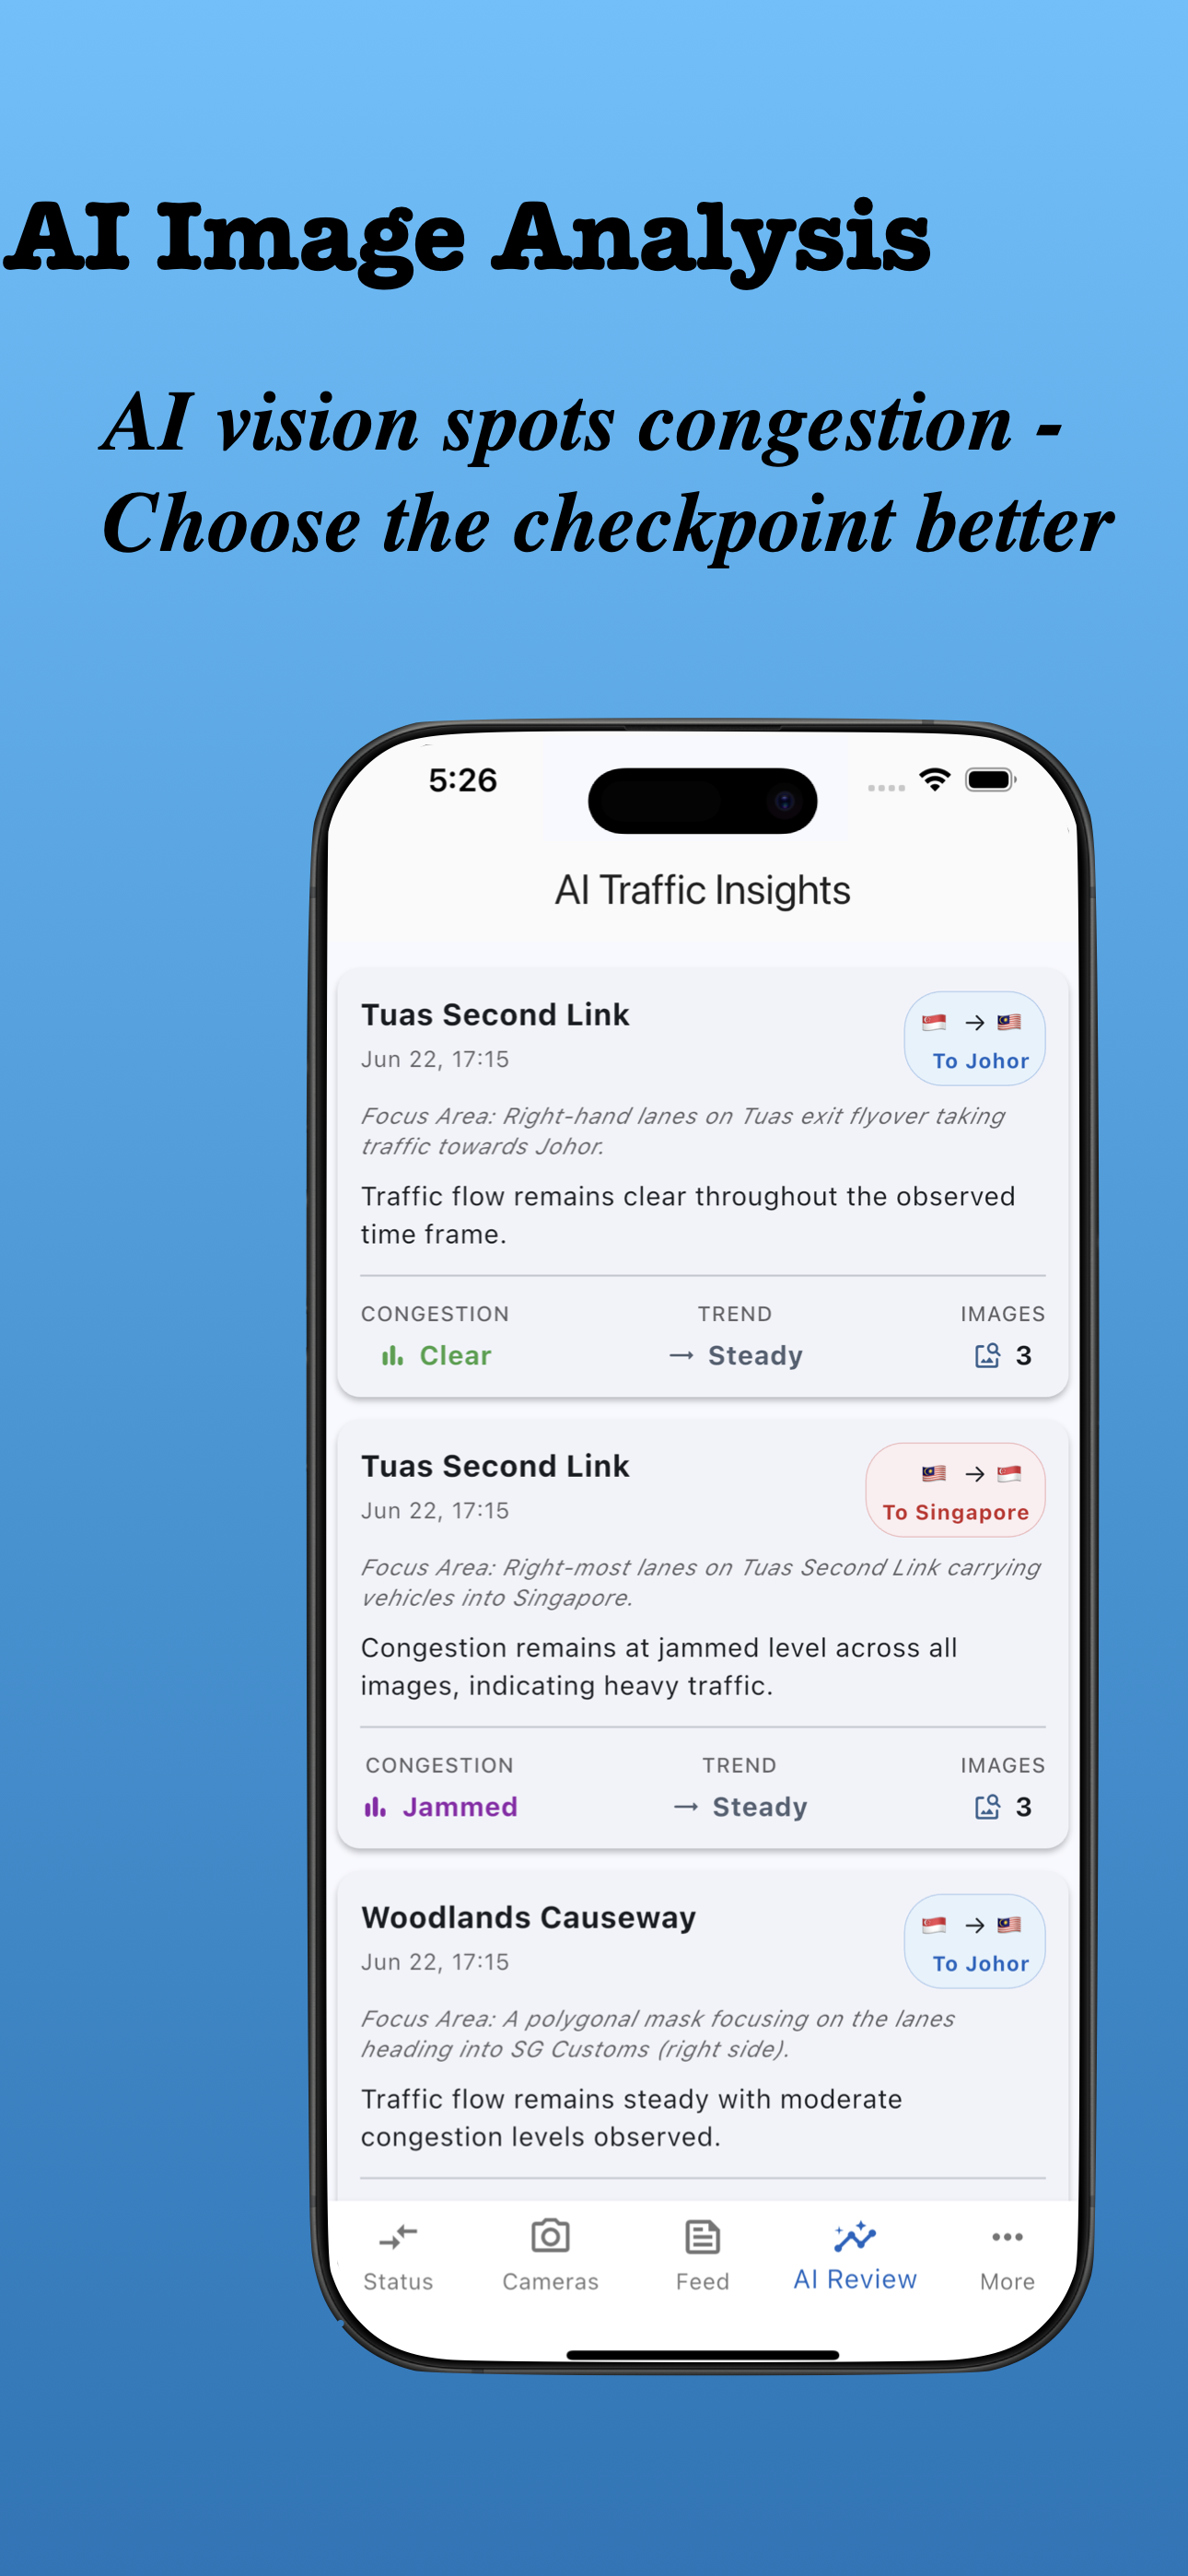 AI Image Analysis
AI vision spots congestion -
Choose the checkpoint better
5:26
AI Traffic Insights
Tuas Second Link
Jun 22, 17:15
To Johor
Focus Area: Right-hand lanes on Tuas exit flyover taking
traffic towards Johor.
Traffic flow remains clear throughout the observed
time frame.
CONGESTION TREND IMAGES
Clear → Steady 3
Tuas Second Link
Jun 22, 17:15
To Singapore
Focus Area: Right-most lanes on Tuas Second Link carrying
vehicles into Singapore.
Congestion remains at jammed level across all
images, indicating heavy traffic.
CONGESTION TREND IMAGES
Jammed → Steady 3
Woodlands Causeway
Jun 22, 17:15
To Johor
Focus Area: A polygonal mask focusing on the lanes
heading into SG Customs (right side).
Traffic flow remains steady with moderate
congestion levels observed.
Status Cameras Feed AI Review More